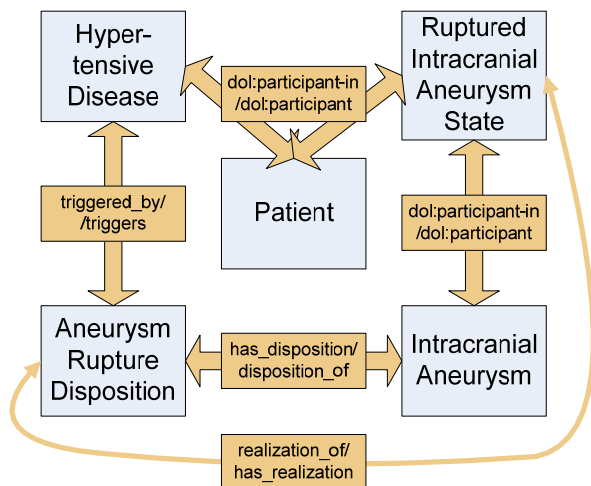 Hyper-
tensive
Disease
dol:participant-in
/dol:participant
Ruptured
Intracranial
Aneurysm
State
Patient
triggered_by/
/triggers
dol:participant-in
/dol:participant
Aneurysm
Rupture
Disposition
has_disposition/
disposition_of
Intracranial
Aneurysm
realization_of/
has_realization